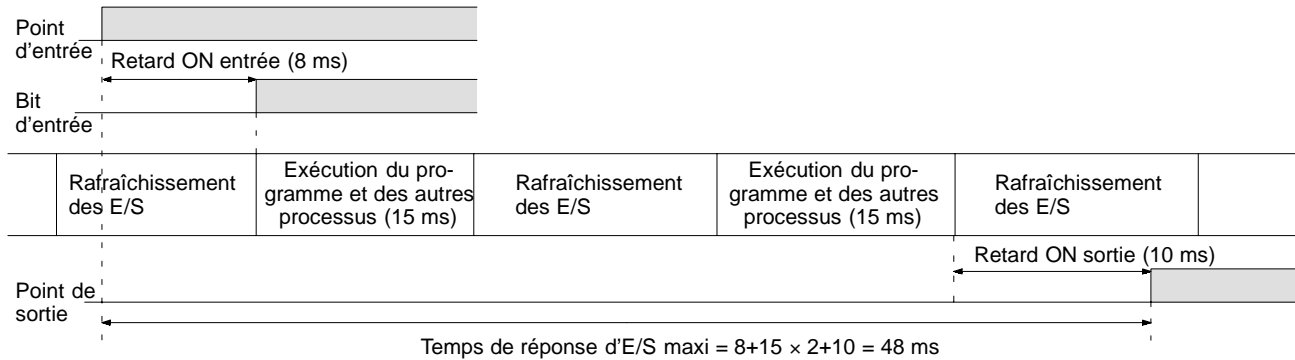 Point
d'entrée
Retard ON entrée (8 ms)
Bit
d'entrée
Rafraîchissement
des E/S
Exécution du pro-
gramme et des autres
processus (15 ms)
Rafraîchissement
des E/S
Exécution du pro-
gramme et des autres
processus (15 ms)
Rafraîchissement
des E/S
Retard ON sortie (10 ms)
Point de
sortie
Temps de réponse d'E/S maxi = 8+15 × 2+10 = 48 ms